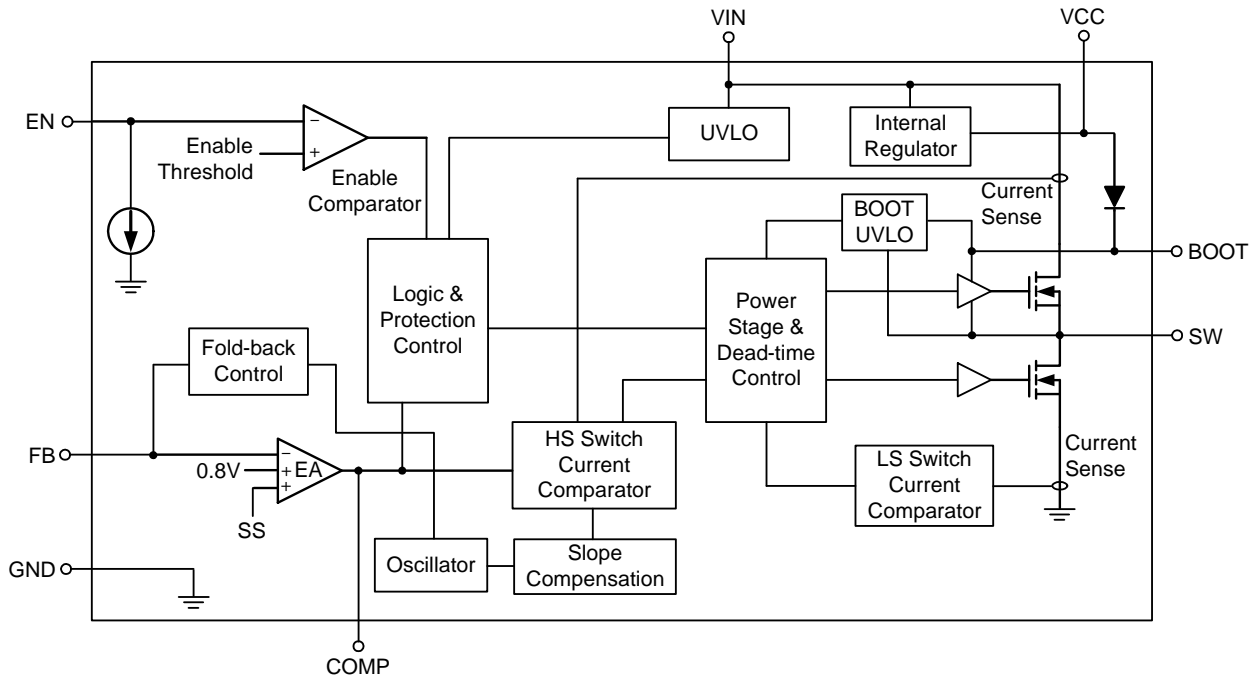 VIN
VCC
EN
−
+
Enable
Threshold
Enable
Comparator
UVLO
Internal
Regulator
Current
Sense
BOOT
UVLO
BOOT
Logic &
Protection
Control
Power
Stage &
Dead-time
Control
SW
Fold-back
Control
FB
−
0.8V
+
EA
+
SS
HS Switch
Current
Comparator
LS Switch
Current
Comparator
Current
Sense
Oscillator
Slope
Compensation
GND
COMP